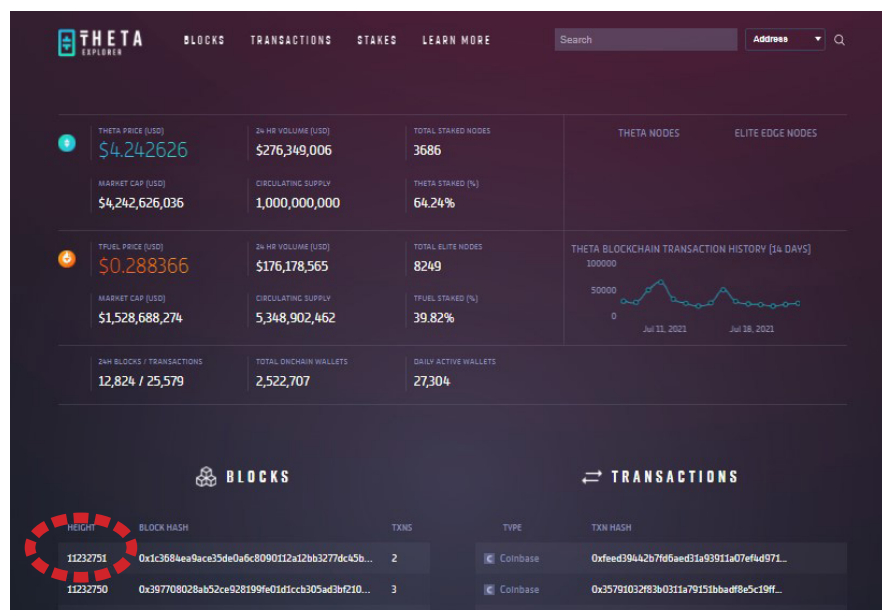 THETA
EXPLORER
BLOCKS TRANSACTIONS STAKES LEARN MORE
Search
Address
THETA PRICE (USD) 24 HR VOLUME (USD) TOTAL STAKED NODES
$4.242626 $276,349,006 3686
MARKET CAP (USD) CIRCULATING SUPPLY THETA STAKED (%)
$4,242,626,036 1,000,000,000 64.24%
THETA NODES ELITE EDGE NODES
TFUEL PRICE (USD) 24 HR VOLUME (USD) TOTAL ELITE NODES
$0.288366 $176,178,565 8249
MARKET CAP (USD) CIRCULATING SUPPLY TFUEL STAKED (%)
$1,528,688,274 5,348,902,462 39.82%
THETA BLOCKCHAIN TRANSACTION HISTORY (14 DAYS)
100000
50000
0
Jul 11, 2021 Jul 18, 2021
24H BLOCKS / TRANSACTIONS TOTAL ONCHAIN WALLETS DAILY ACTIVE WALLETS
12,824 / 25,579 2,522,707 27,304
BLOCKS
HEIGHT BLOCK HASH TXNS
11232751 0x1c3684ea9ace35de0a6c8090112a12bb3277dc45b... 2
11232750 0x397708028ab52ce928199fe01d1ccb305ad3bf210... 3
TRANSACTIONS
TYPE TXN HASH
C Coinbase 0xfeed39442b7fd6aed31a93911a07ef4d971...
C Coinbase 0x35791032f83b0311a79151bbadf8e5c19ff...